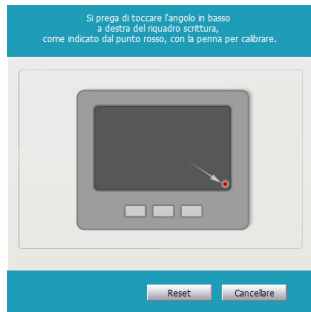 Si prega di toccare l'angolo in basso
a destra del riquadro scrittura,
come indicato dal punto rosso, con la penna per calibrare.
Reset
Cancellare